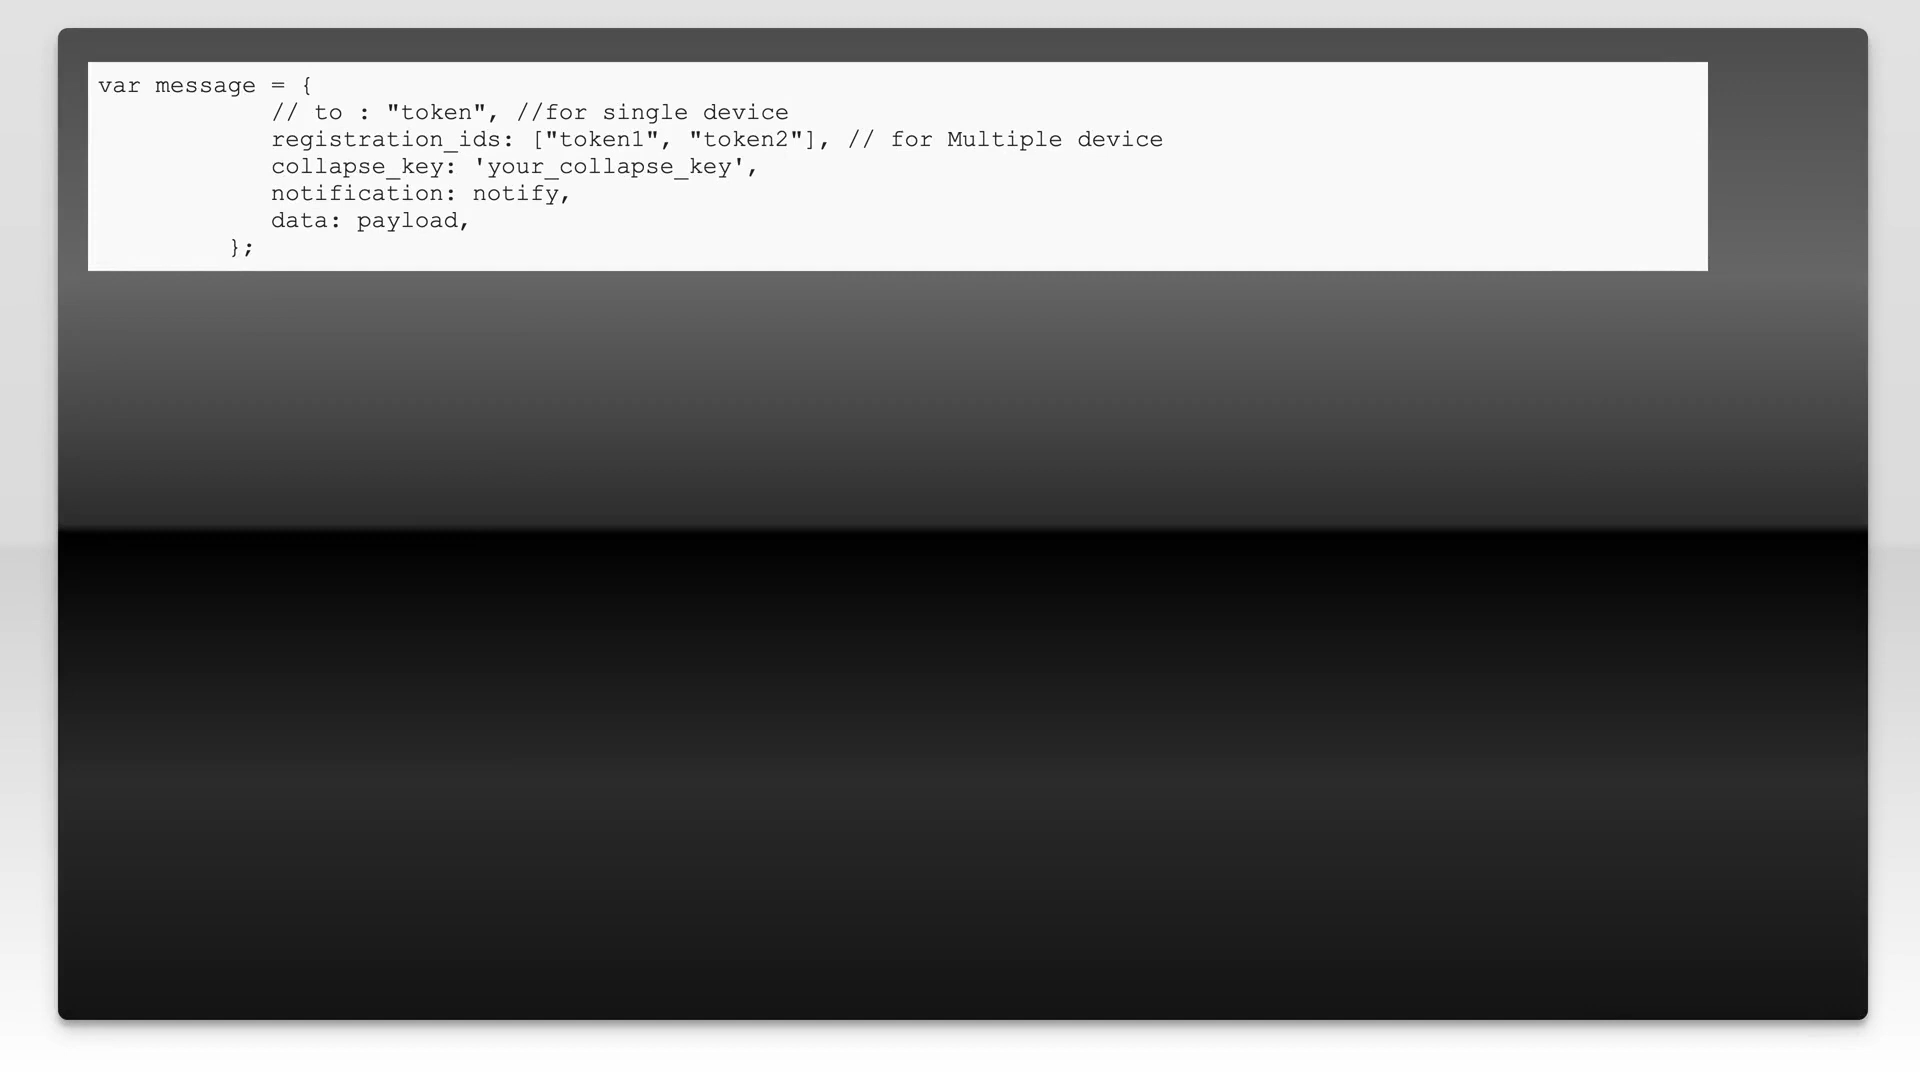 var message = {
// to : "token", //for single device
registration_ids: ["token1", "token2"], // for Multiple device
collapse_key: 'your_collapse_key',
notification: notify,
data: payload,
};